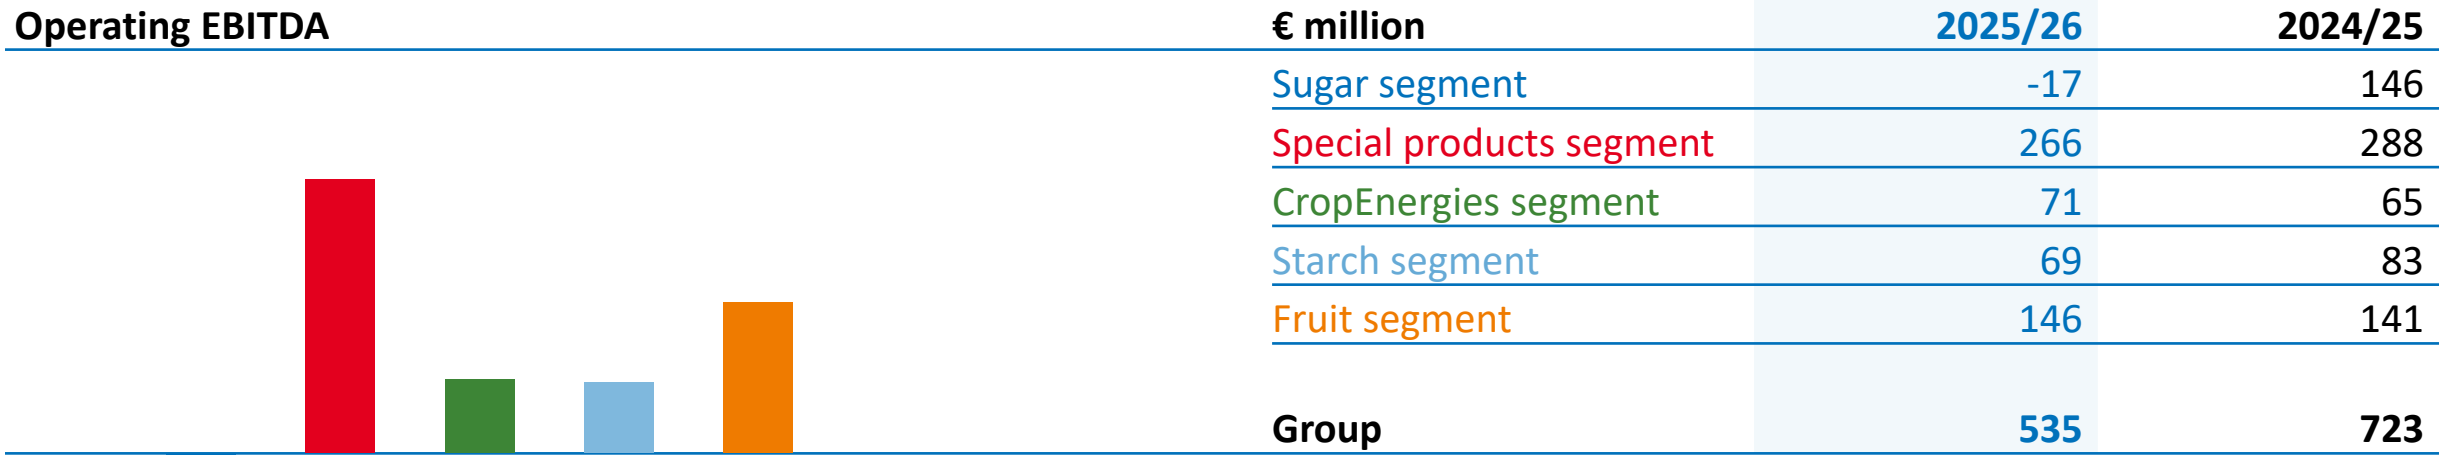 Operating EBITDA € million 2025/26 2024/25
Sugar segment -17 146
Special products segment 266 288
CropEnergies segment 71 65
Starch segment 69 83
Fruit segment 146 141
Group 535 723